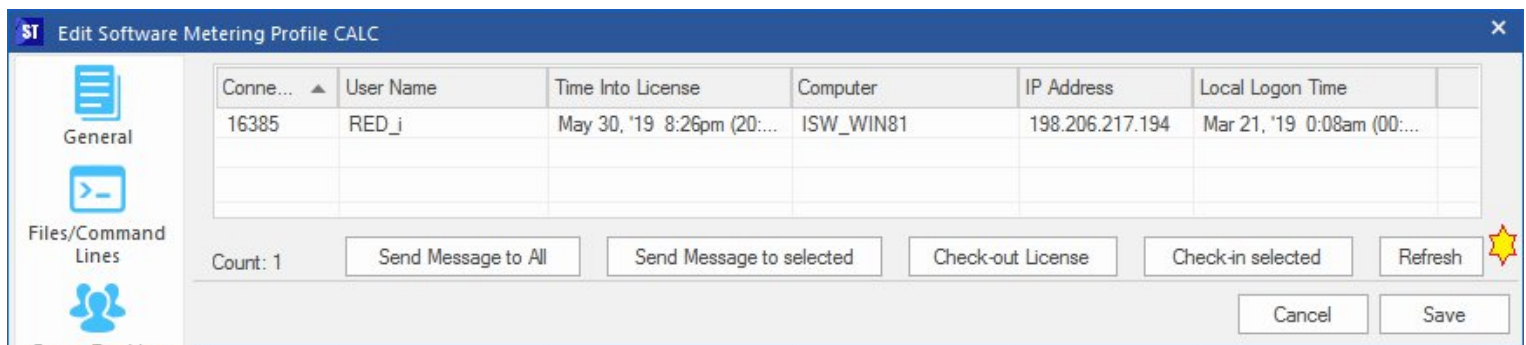 ST Edit Software Metering Profile CALC
General
Files/Command
Lines
Conne... User Name Time Into License Computer IP Address Local Logon Time
16385 RED_i May 30, '19 8:26pm (20:... ISW_WIN81 198.206.217.194 Mar 21, '19 0:08am (00:...
Count: 1 Send Message to All Send Message to selected Check-out License Check-in selected Refresh
Cancel Save